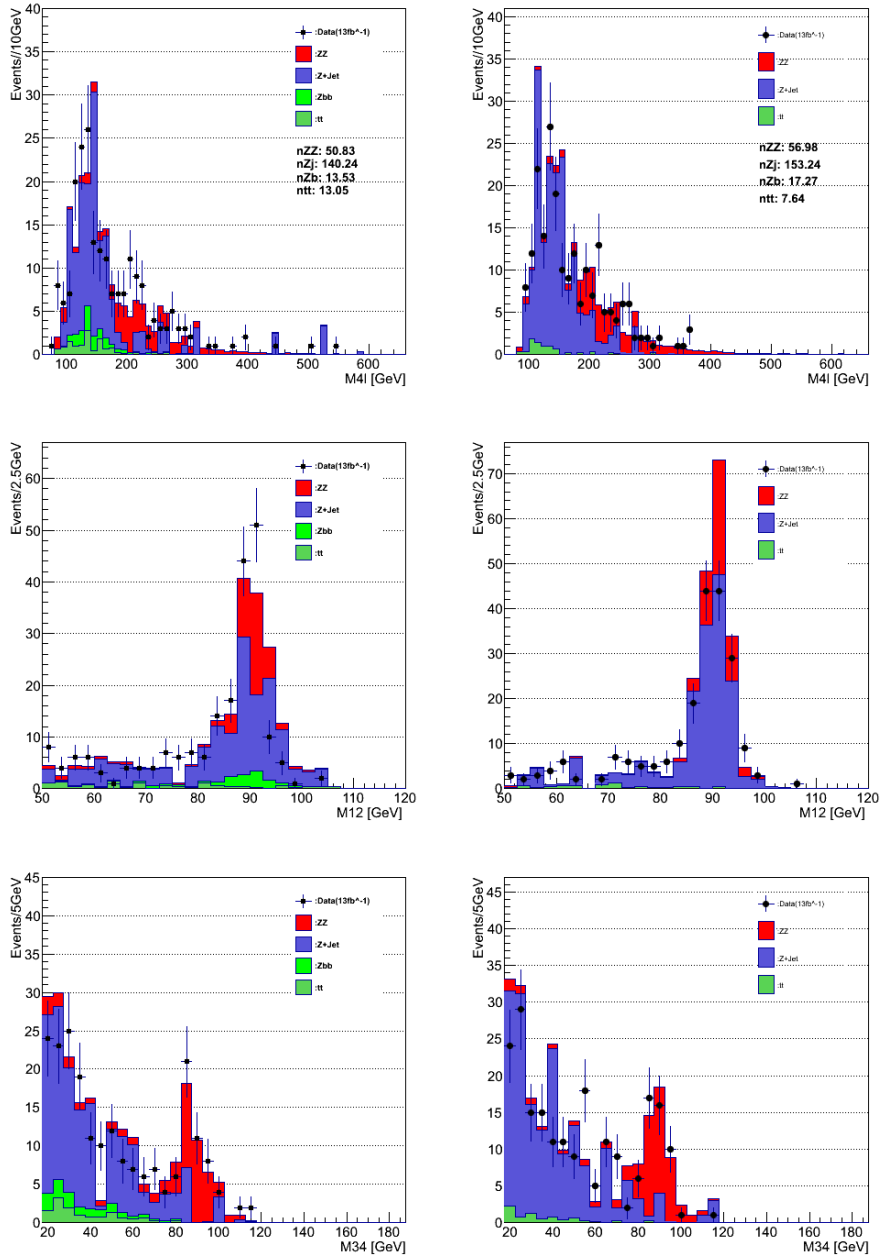 Events//10GeV
40
35
30
25
20
15
10
5
0
:Data(13fb^-1)
:ZZ
:Z+Jet
:Zbb
:tt
nZZ: 50.83
nZj: 140.24
nZb: 13.53
ntt: 13.05
100 200 300 400 500 600
M4l [GeV]
Events//10GeV
40
35
30
25
20
15
10
5
0
:Data(13fb^-1)
:ZZ
:Z+Jet
:tt
nZZ: 56.98
nZj: 153.24
nZb: 17.27
ntt: 7.64
100 200 300 400 500 600
M4l [GeV]
Events/2.5GeV
60
50
40
30
20
10
0
:Data(13fb^-1)
:ZZ
:Z+Jet
:Zbb
:tt
50 60 70 80 90 100 110 120
M12 [GeV]
Events/2.5GeV
70
60
50
40
30
20
10
0
:Data(13fb^-1)
:ZZ
:Z+Jet
:tt
50 60 70 80 90 100 110 120
M12 [GeV]
Events/5GeV
45
40
35
30
25
20
15
10
5
0
:Data(13fb^-1)
:ZZ
:Z+Jet
:Zbb
:tt
20 40 60 80 100 120 140 160 180
M34 [GeV]
Events/5GeV
45
40
35
30
25
20
15
10
5
0
:Data(13fb^-1)
:ZZ
:Z+Jet
:tt
20 40 60 80 100 120 140 160 180
M34 [GeV]